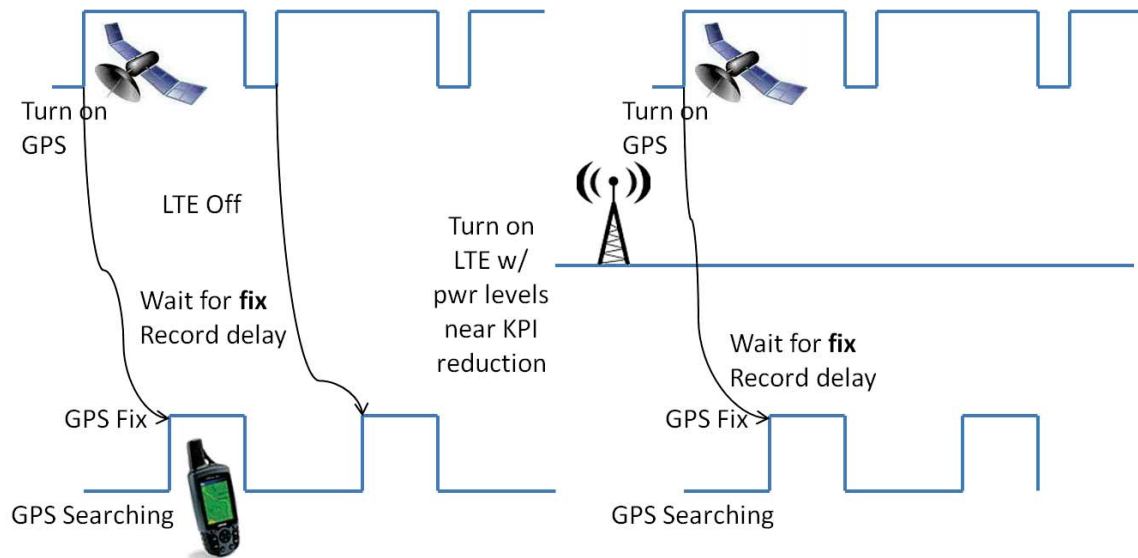 Turn on
GPS
LTE Off
Wait for fix
Record delay
GPS Fix
GPS Searching
Turn on
LTE w/
pwr levels
near KPI
reduction
Turn on
GPS
Wait for fix
Record delay
GPS Fix
GPS Searching